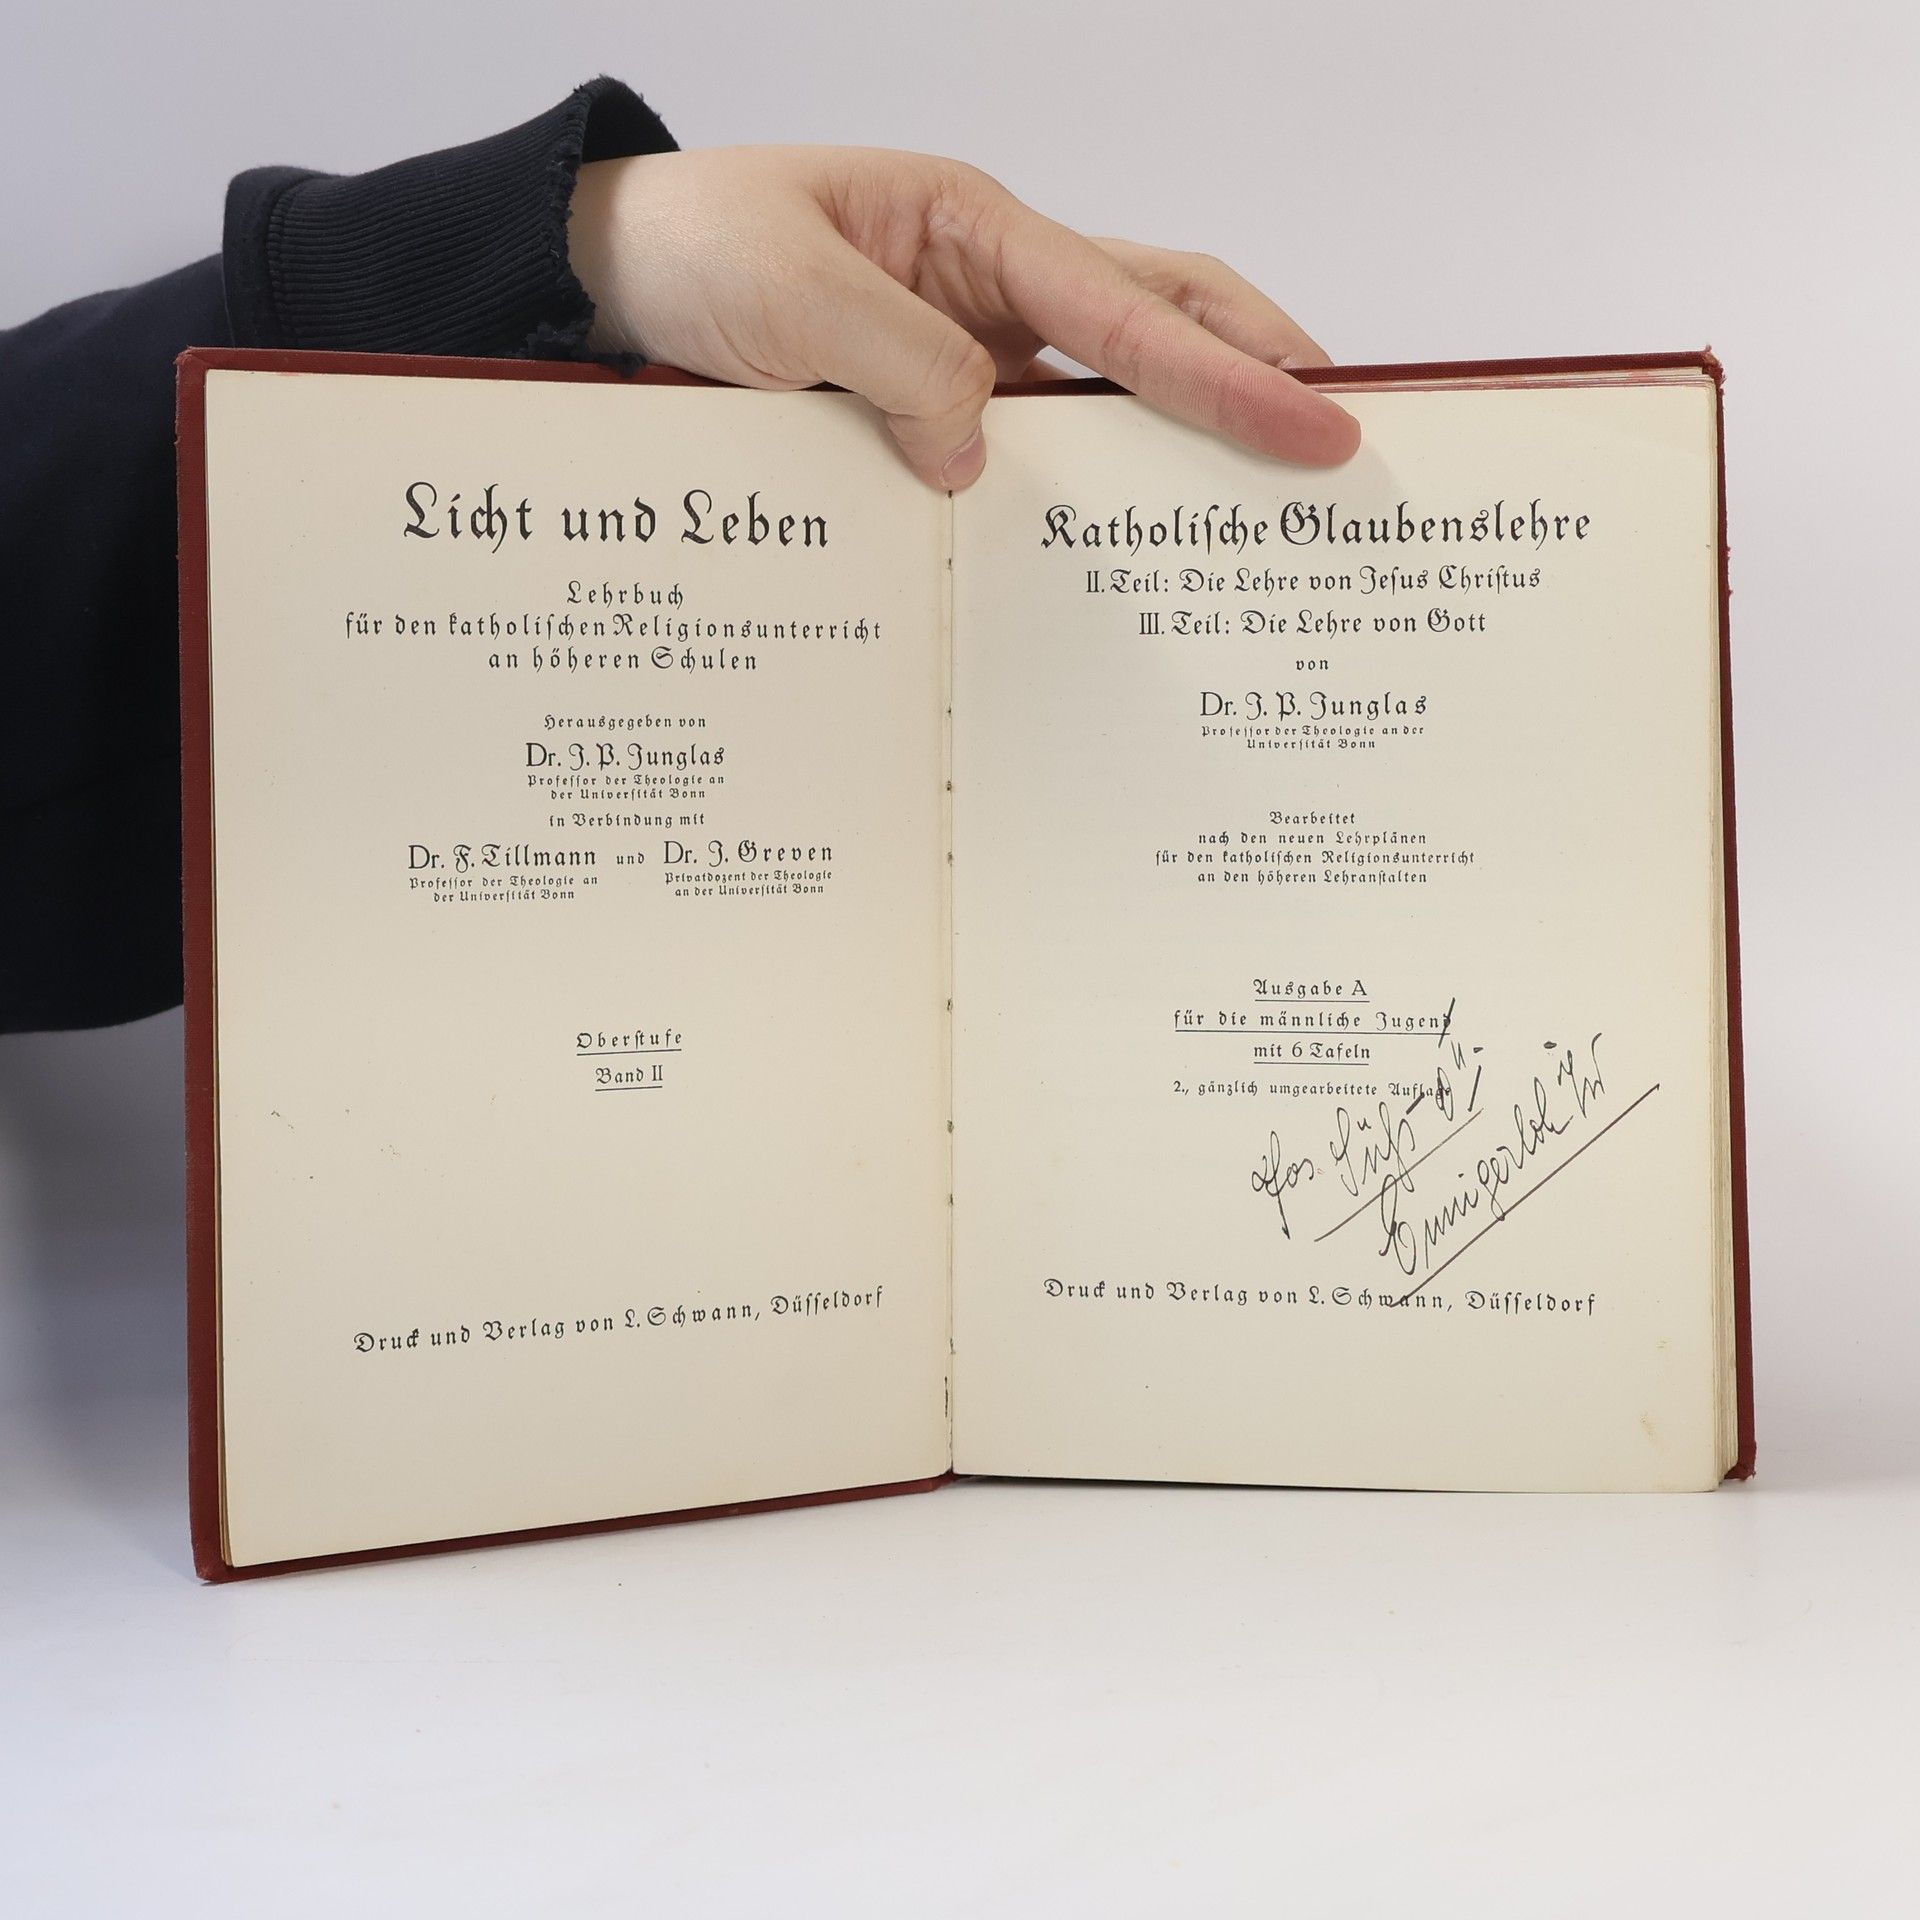 Licht und Leben
Lehrbuch
für den katholiſchen Religionsunterricht
an höheren Schulen
Herausgegeben von
Dr. J. P. Junglas
Profeſſor der Theologie an
der Univerſität Bonn
in Verbindung mit
Dr. F. Tillmann und Dr. J. Greven
Profeſſor der Theologie an
der Univerſität Bonn
Privatdozent der Theologie
an der Univerſität Bonn
Oberſtufe
Band II
Druck und Verlag von L. Schwann, Düſſeldorf
Katholiſche Glaubenslehre
II. Teil: Die Lehre von Jeſus Chriſtus
III. Teil: Die Lehre von Gott
von
Dr. J. P. Junglas
Profeſſor der Theologie an der
Univerſität Bonn
Bearbeitet
nach den neuen Lehrplänen
für den katholiſchen Religionsunterricht
an den höheren Lehranſtalten
Ausgabe A
für die männliche Jugend
mit 6 Tafeln
2., gänzlich umgearbeitete Auflage
Jos. Süß
Ennigerloh i/W
Druck und Verlag von L. Schwann, Düſſeldorf